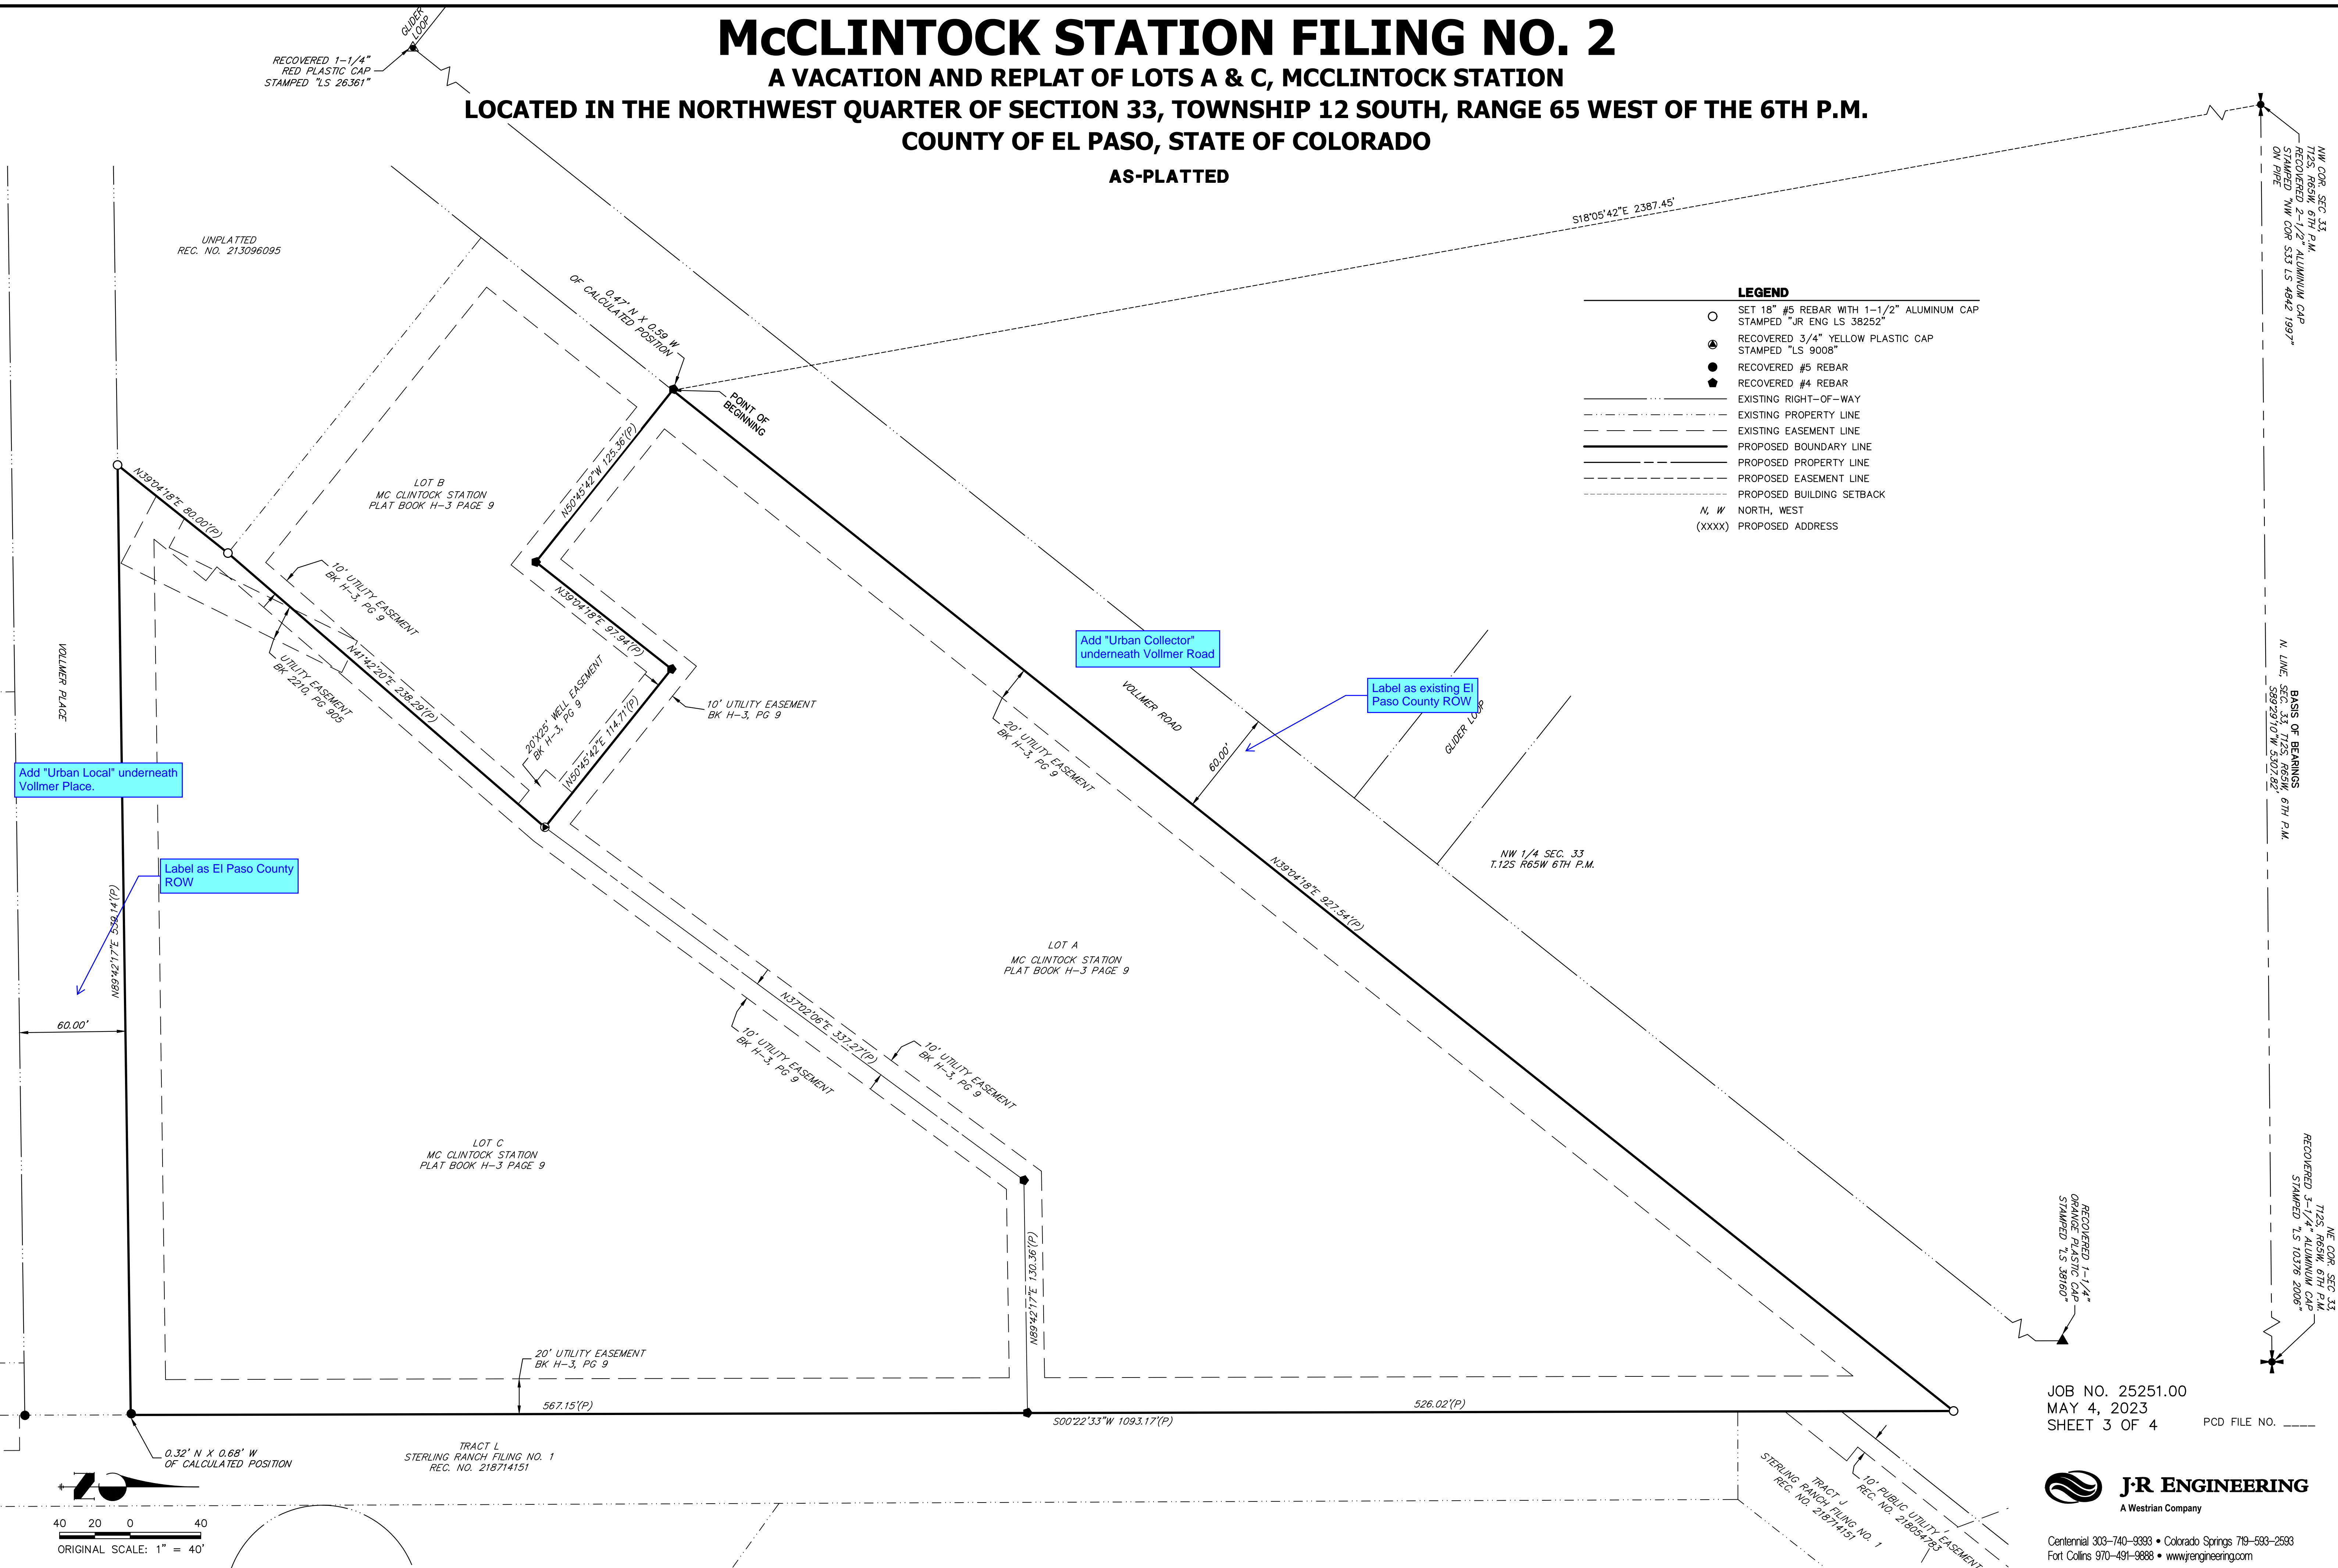 McCLINTOCK STATION FILING NO. 2
A VACATION AND REPLAT OF LOTS A & C, MCCLINTOCK STATION
LOCATED IN THE NORTHWEST QUARTER OF SECTION 33, TOWNSHIP 12 SOUTH, RANGE 65 WEST OF THE 6TH P.M.
COUNTY OF EL PASO, STATE OF COLORADO
AS-PLATTED
GLIDER
LOOP
RECOVERED 1-1/4"
RED PLASTIC CAP
STAMPED "LS 26361"
UNPLATTED
REC. NO. 213096095
0.47' N X 0.59 W
OF CALCULATED POSITION
S18°05'42"E 2387.45'
NW COR. SEC 33,
T12S, R65W, 6TH P.M.
RECOVERED 2-1/2" ALUMINUM CAP
STAMPED "NW COR S33 LS 4842 1997"
ON PIPE
LEGEND
SET 18" #5 REBAR WITH 1-1/2" ALUMINUM CAP
STAMPED "JR ENG LS 38252"
RECOVERED 3/4" YELLOW PLASTIC CAP
STAMPED "LS 9008"
RECOVERED #5 REBAR
RECOVERED #4 REBAR
EXISTING RIGHT-OF-WAY
EXISTING PROPERTY LINE
EXISTING EASEMENT LINE
PROPOSED BOUNDARY LINE
PROPOSED PROPERTY LINE
PROPOSED EASEMENT LINE
PROPOSED BUILDING SETBACK
N, W NORTH, WEST
(XXXX) PROPOSED ADDRESS
POINT OF
BEGINNING
N50°45'42"W 125.36'(P)
LOT B
MC CLINTOCK STATION
PLAT BOOK H-3 PAGE 9
N39°04'18"E 80.00'(P)
10' UTILITY EASEMENT
BK H-3, PG 9
N39°04'18"E 97.94'(P)
UTILITY EASEMENT
BK 2210, PG 905
N41°42'20"E 238.29'(P)
20'X25' WELL EASEMENT
BK H-3, PG 9
N50°45'42"E 114.71'(P)
10' UTILITY EASEMENT
BK H-3, PG 9
VOLLMER PLACE
Add "Urban Local" underneath
Vollmer Place.
Label as El Paso County
ROW
N89°42'17"E 539.14'(P)
60.00'
Add "Urban Collector"
underneath Vollmer Road
VOLLMER ROAD
Label as existing El
Paso County ROW
GLIDER LOOP
60.00'
20' UTILITY EASEMENT
BK H-3, PG 9
N39°04'18"E 927.54'(P)
NW 1/4 SEC. 33
T.12S R65W 6TH P.M.
BASIS OF BEARINGS
N. LINE, SEC. 33, T12S, R65W, 6TH P.M.
S89°29'10"W 5307.82'
LOT A
MC CLINTOCK STATION
PLAT BOOK H-3 PAGE 9
N37°02'06"E 337.27'(P)
10' UTILITY EASEMENT
BK H-3, PG 9
10' UTILITY EASEMENT
BK H-3, PG 9
LOT C
MC CLINTOCK STATION
PLAT BOOK H-3 PAGE 9
N89°42'17"E 130.36'(P)
20' UTILITY EASEMENT
BK H-3, PG 9
567.15'(P)
526.02'(P)
S00°22'33"W 1093.17'(P)
0.32' N X 0.68' W
OF CALCULATED POSITION
TRACT L
STERLING RANCH FILING NO. 1
REC. NO. 218714151
TRACT J
STERLING RANCH FILING NO. 1
REC. NO. 218714151
10' PUBLIC UTILITY EASEMENT
REC. NO. 218054783
RECOVERED 1-1/4"
ORANGE PLASTIC CAP
STAMPED "LS 38160"
NE COR. SEC 33,
T12S, R65W, 6TH P.M.
RECOVERED 3-1/4" ALUMINUM CAP
STAMPED "LS 10376 2006"
N
40 20 0 40
ORIGINAL SCALE: 1" = 40'
JOB NO. 25251.00
MAY 4, 2023
SHEET 3 OF 4
PCD FILE NO. ____
J·R ENGINEERING
A Westrian Company
Centennial 303-740-9393 • Colorado Springs 719-593-2593
Fort Collins 970-491-9888 • www.jrengineering.com